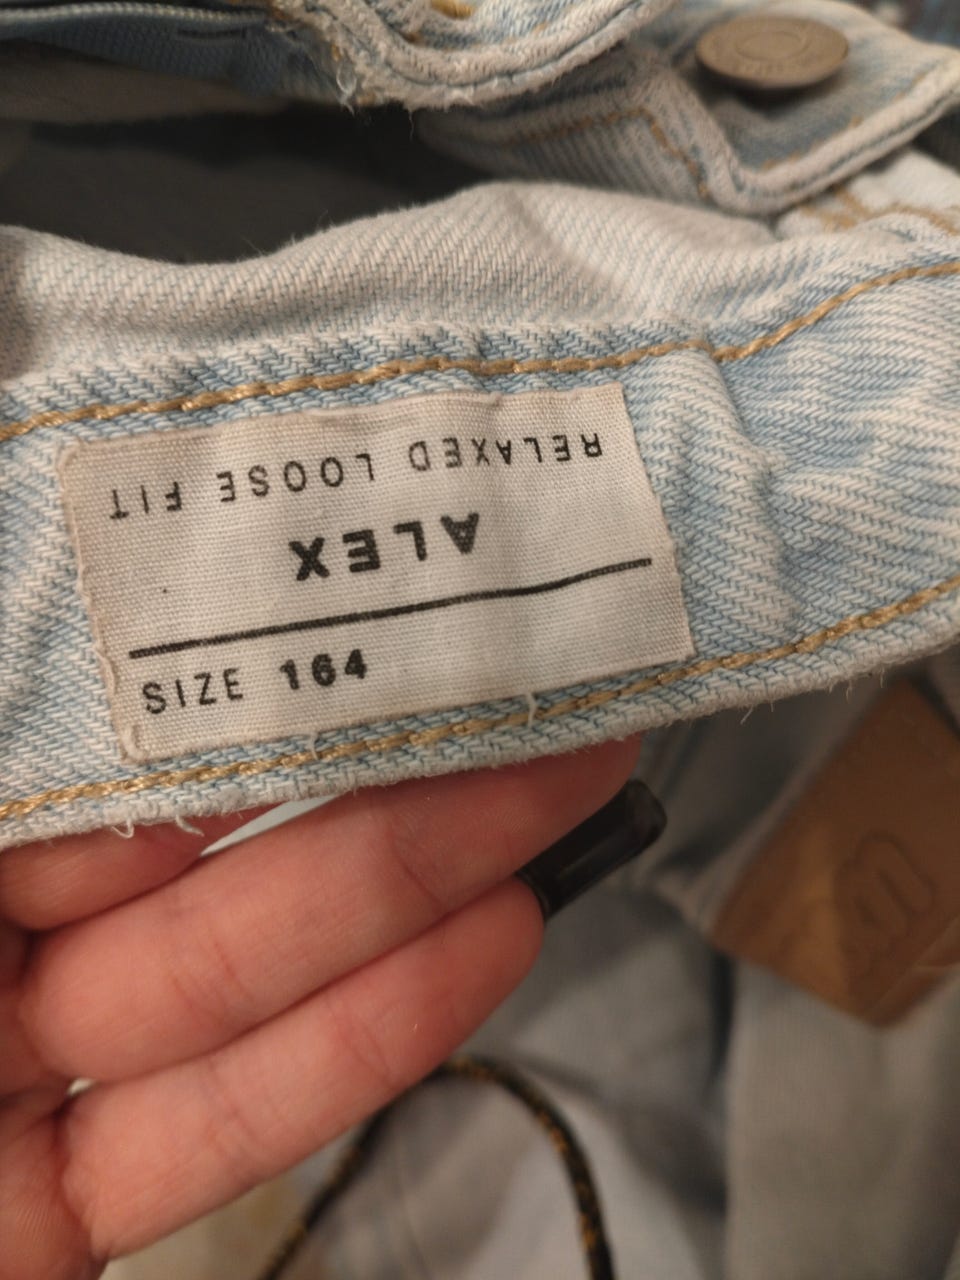 RELAXED LOOSE FIT
ALEX
SIZE 164